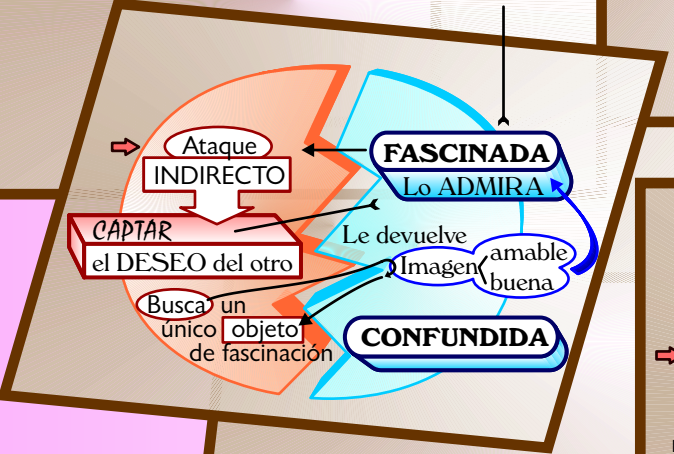 Ataque
INDIRECTO
CAPTAR
el DESEO del otro
Busca un
único objeto
de fascinación
FASCINADA
Lo ADMIRA
Le devuelve
Imagen
amable
buena
CONFUNDIDA